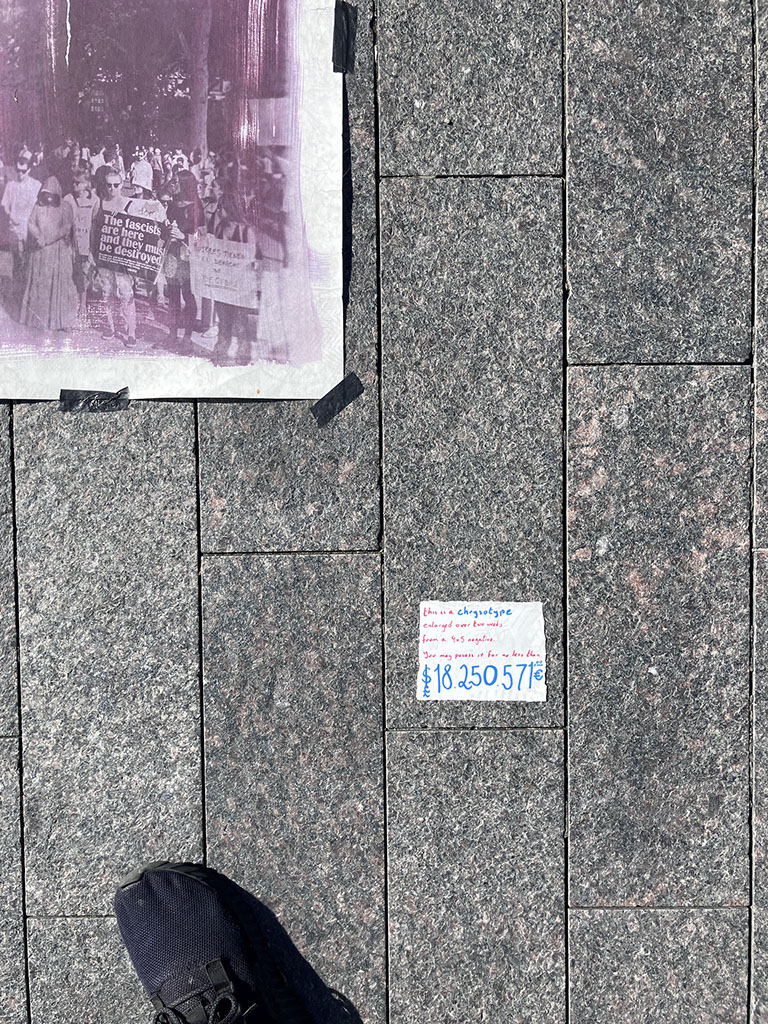 The fascists
are here
and they must
be destroyed
this is a chrysotype
enlarged over two weeks
from a 4x5 negative.
You may posess it for no less than
$18.250.571 €